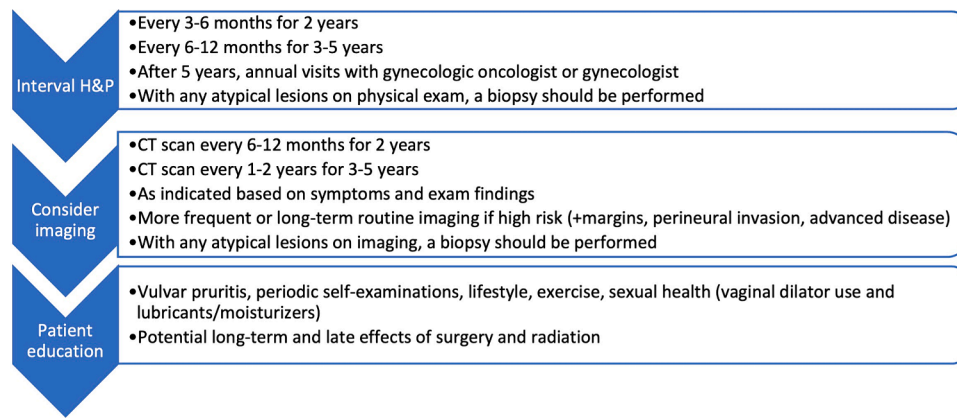 Interval H&P
•Every 3-6 months for 2 years
•Every 6-12 months for 3-5 years
•After 5 years, annual visits with gynecologic oncologist or gynecologist
•With any atypical lesions on physical exam, a biopsy should be performed
Consider
imaging
•CT scan every 6-12 months for 2 years
•CT scan every 1-2 years for 3-5 years
•As indicated based on symptoms and exam findings
•More frequent or long-term routine imaging if high risk (+margins, perineural invasion, advanced disease)
•With any atypical lesions on imaging, a biopsy should be performed
Patient
education
•Vulvar pruritis, periodic self-examinations, lifestyle, exercise, sexual health (vaginal dilator use and
lubricants/moisturizers)
•Potential long-term and late effects of surgery and radiation